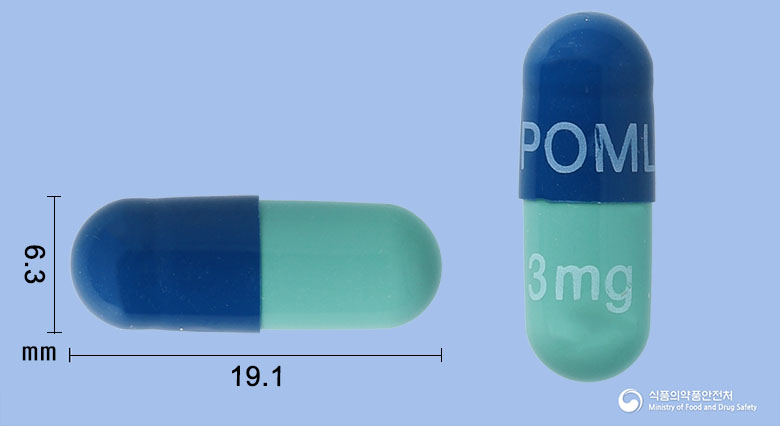 POML
3mg
6.3
mm
19.1
식품의약품안전처
Ministry of Food and Drug Safety